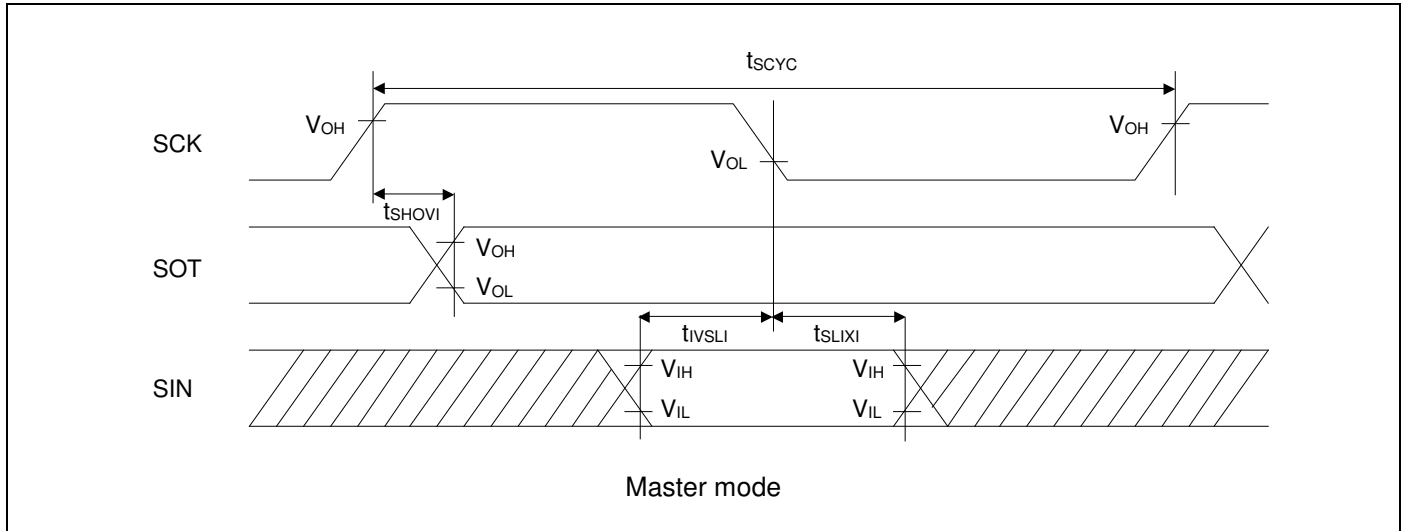 tSCYC
VOH
VOH
SCK
VOL
tSHOVI
VOH
SOT
VOL
tIVSLI
tSLIXI
VIH
VIH
SIN
VIL
VIL
Master mode